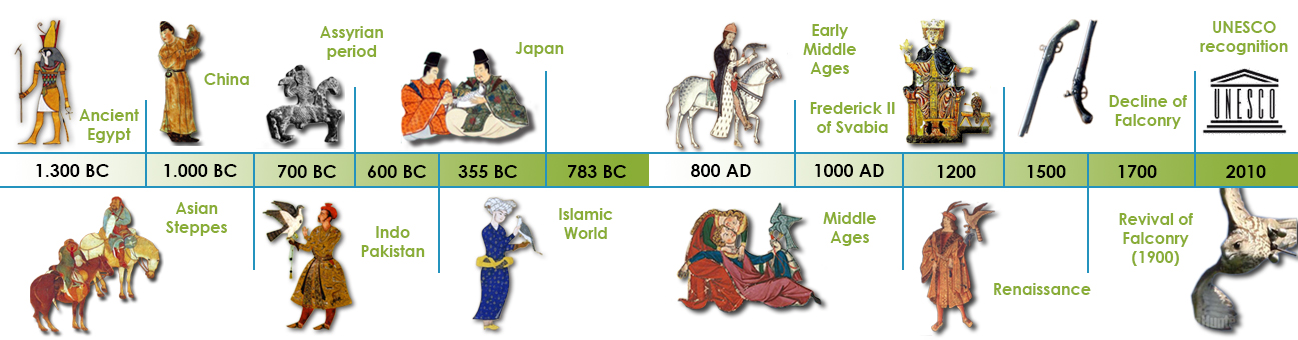 Ancient
Egypt
China
Assyrian
period
Japan
Early
Middle
Ages
Frederick II
of Svabia
Decline of
Falconry
UNESCO
recognition
UNESCO
1.300 BC
1.000 BC
700 BC
600 BC
355 BC
783 BC
800 AD
1000 AD
1200
1500
1700
2010
Asian
Steppes
Indo
Pakistan
Islamic
World
Middle
Ages
Renaissance
Revival of
Falconry
(1900)